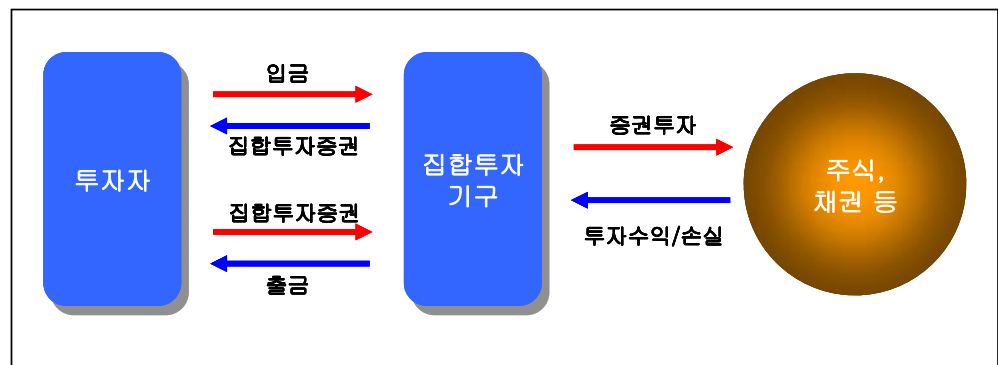 투자자
입금
집합투자증권
집합투자증권
출금
집합투자
기구
증권투자
투자수익/손실
주식,
채권 등